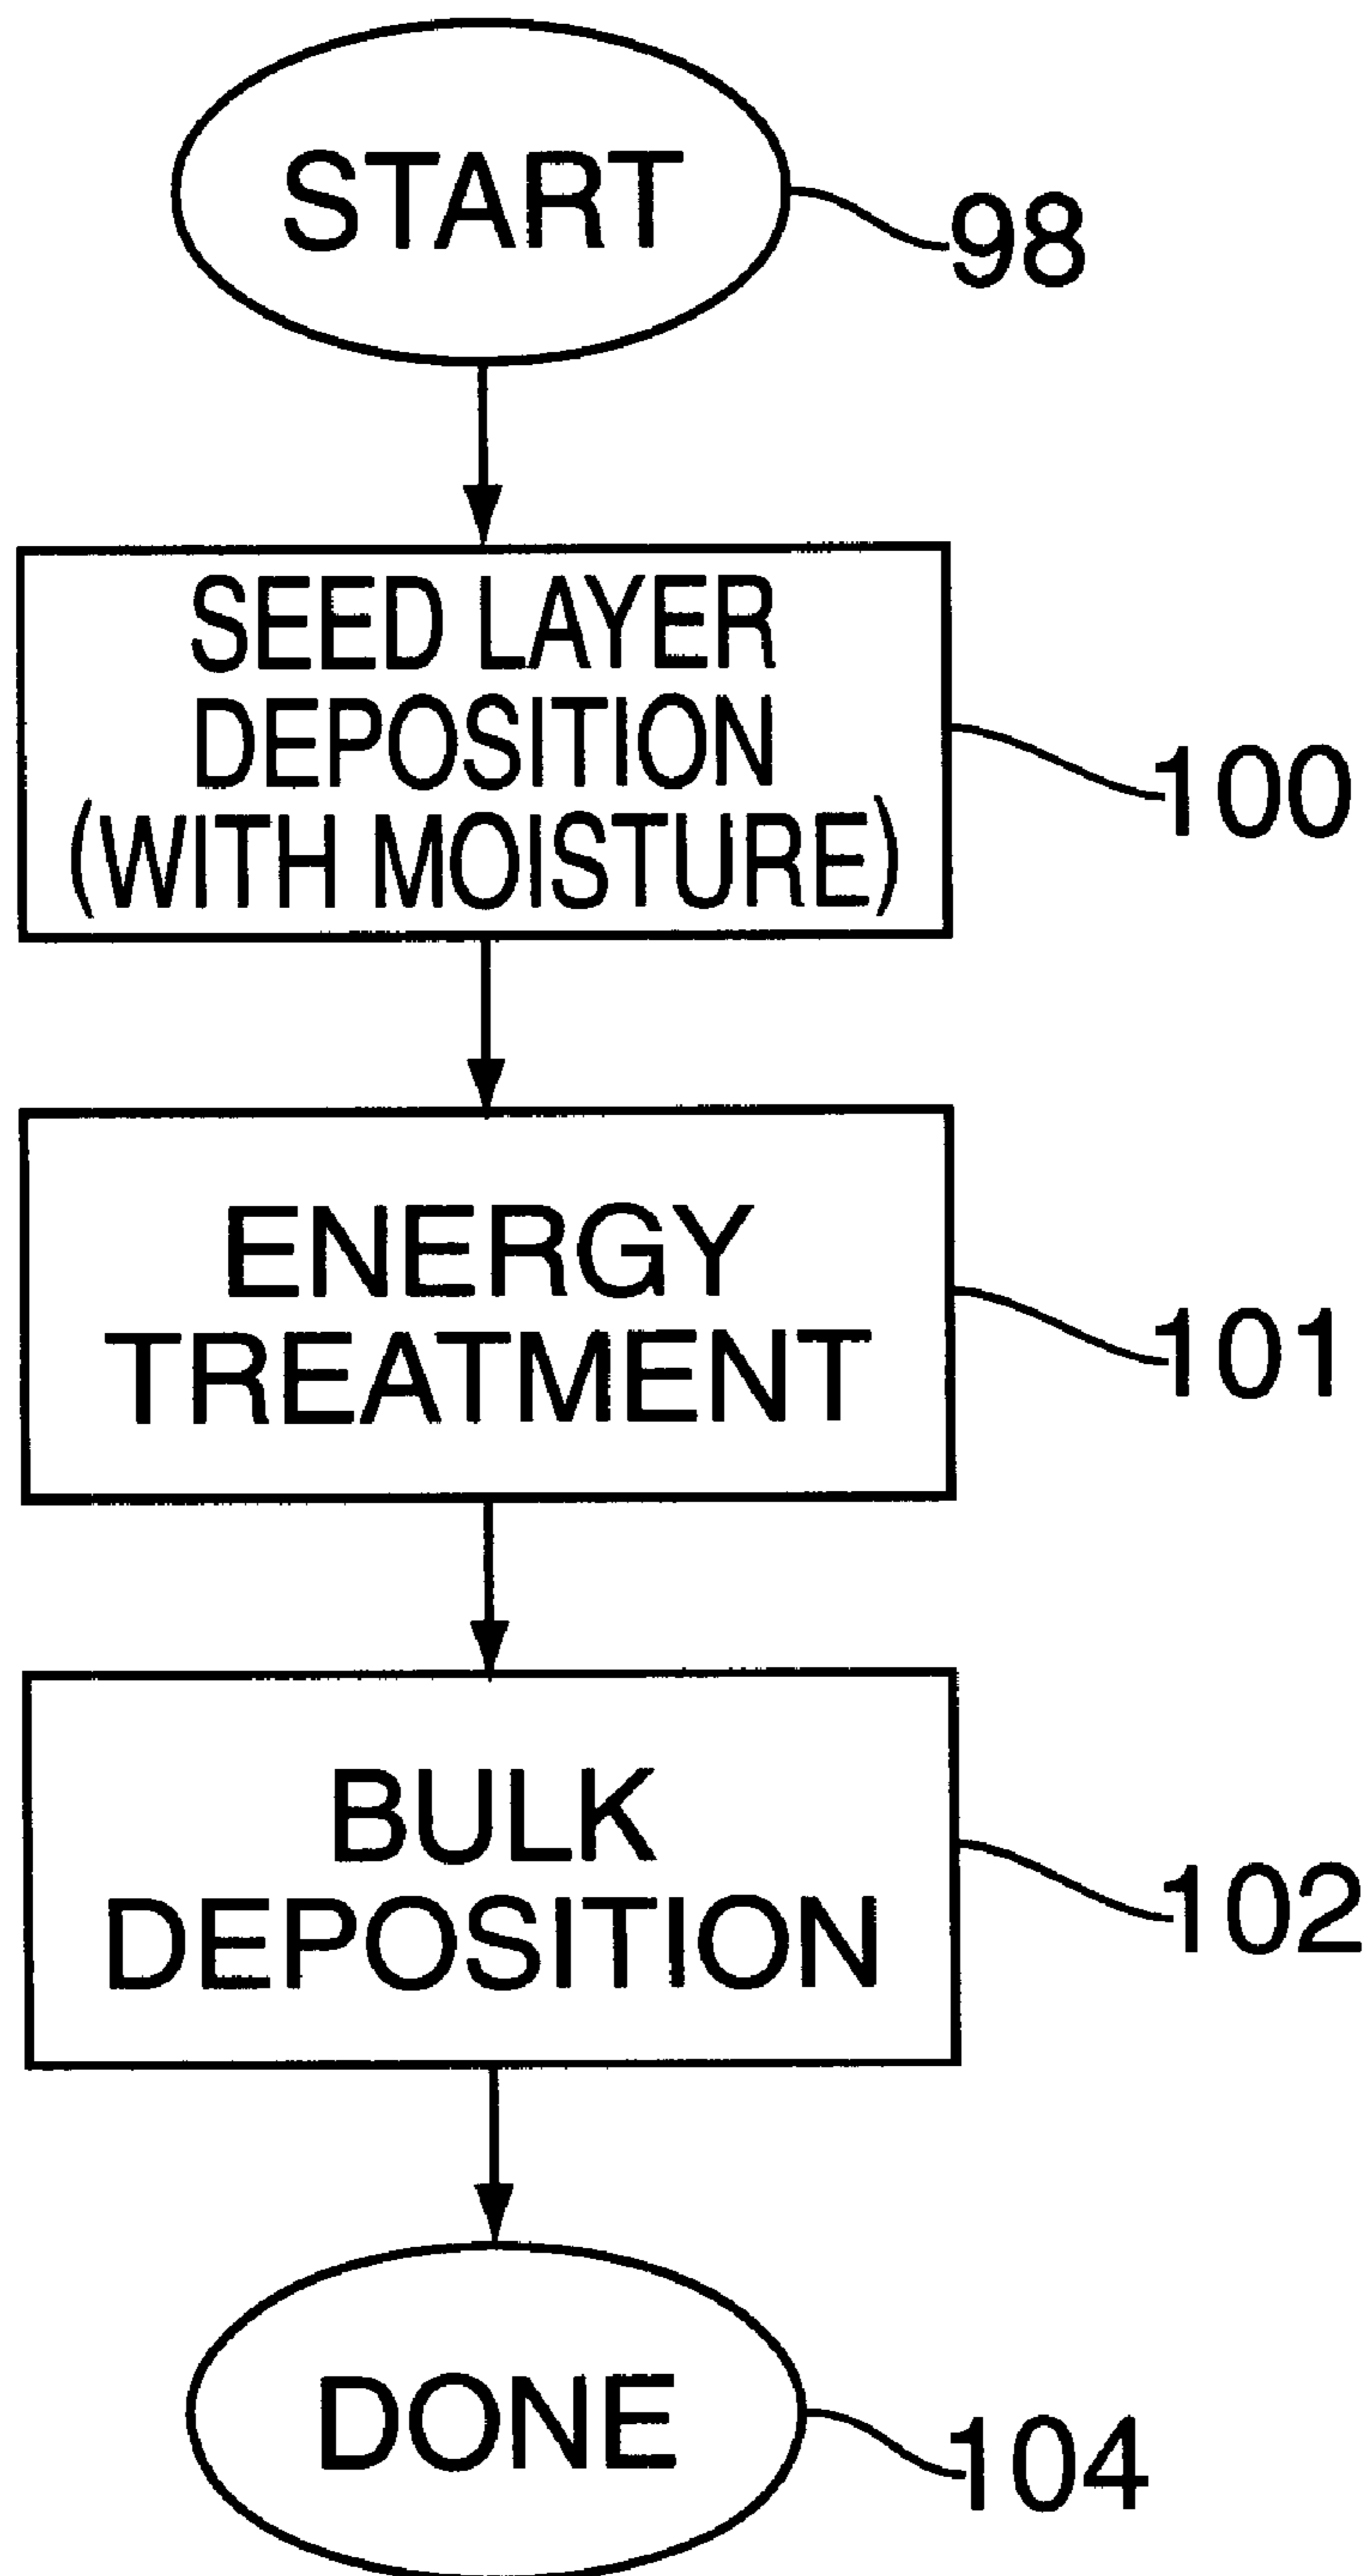 START
98
SEED LAYER
DEPOSITION
(WITH MOISTURE)
100
ENERGY
TREATMENT
101
BULK
DEPOSITION
102
DONE
104